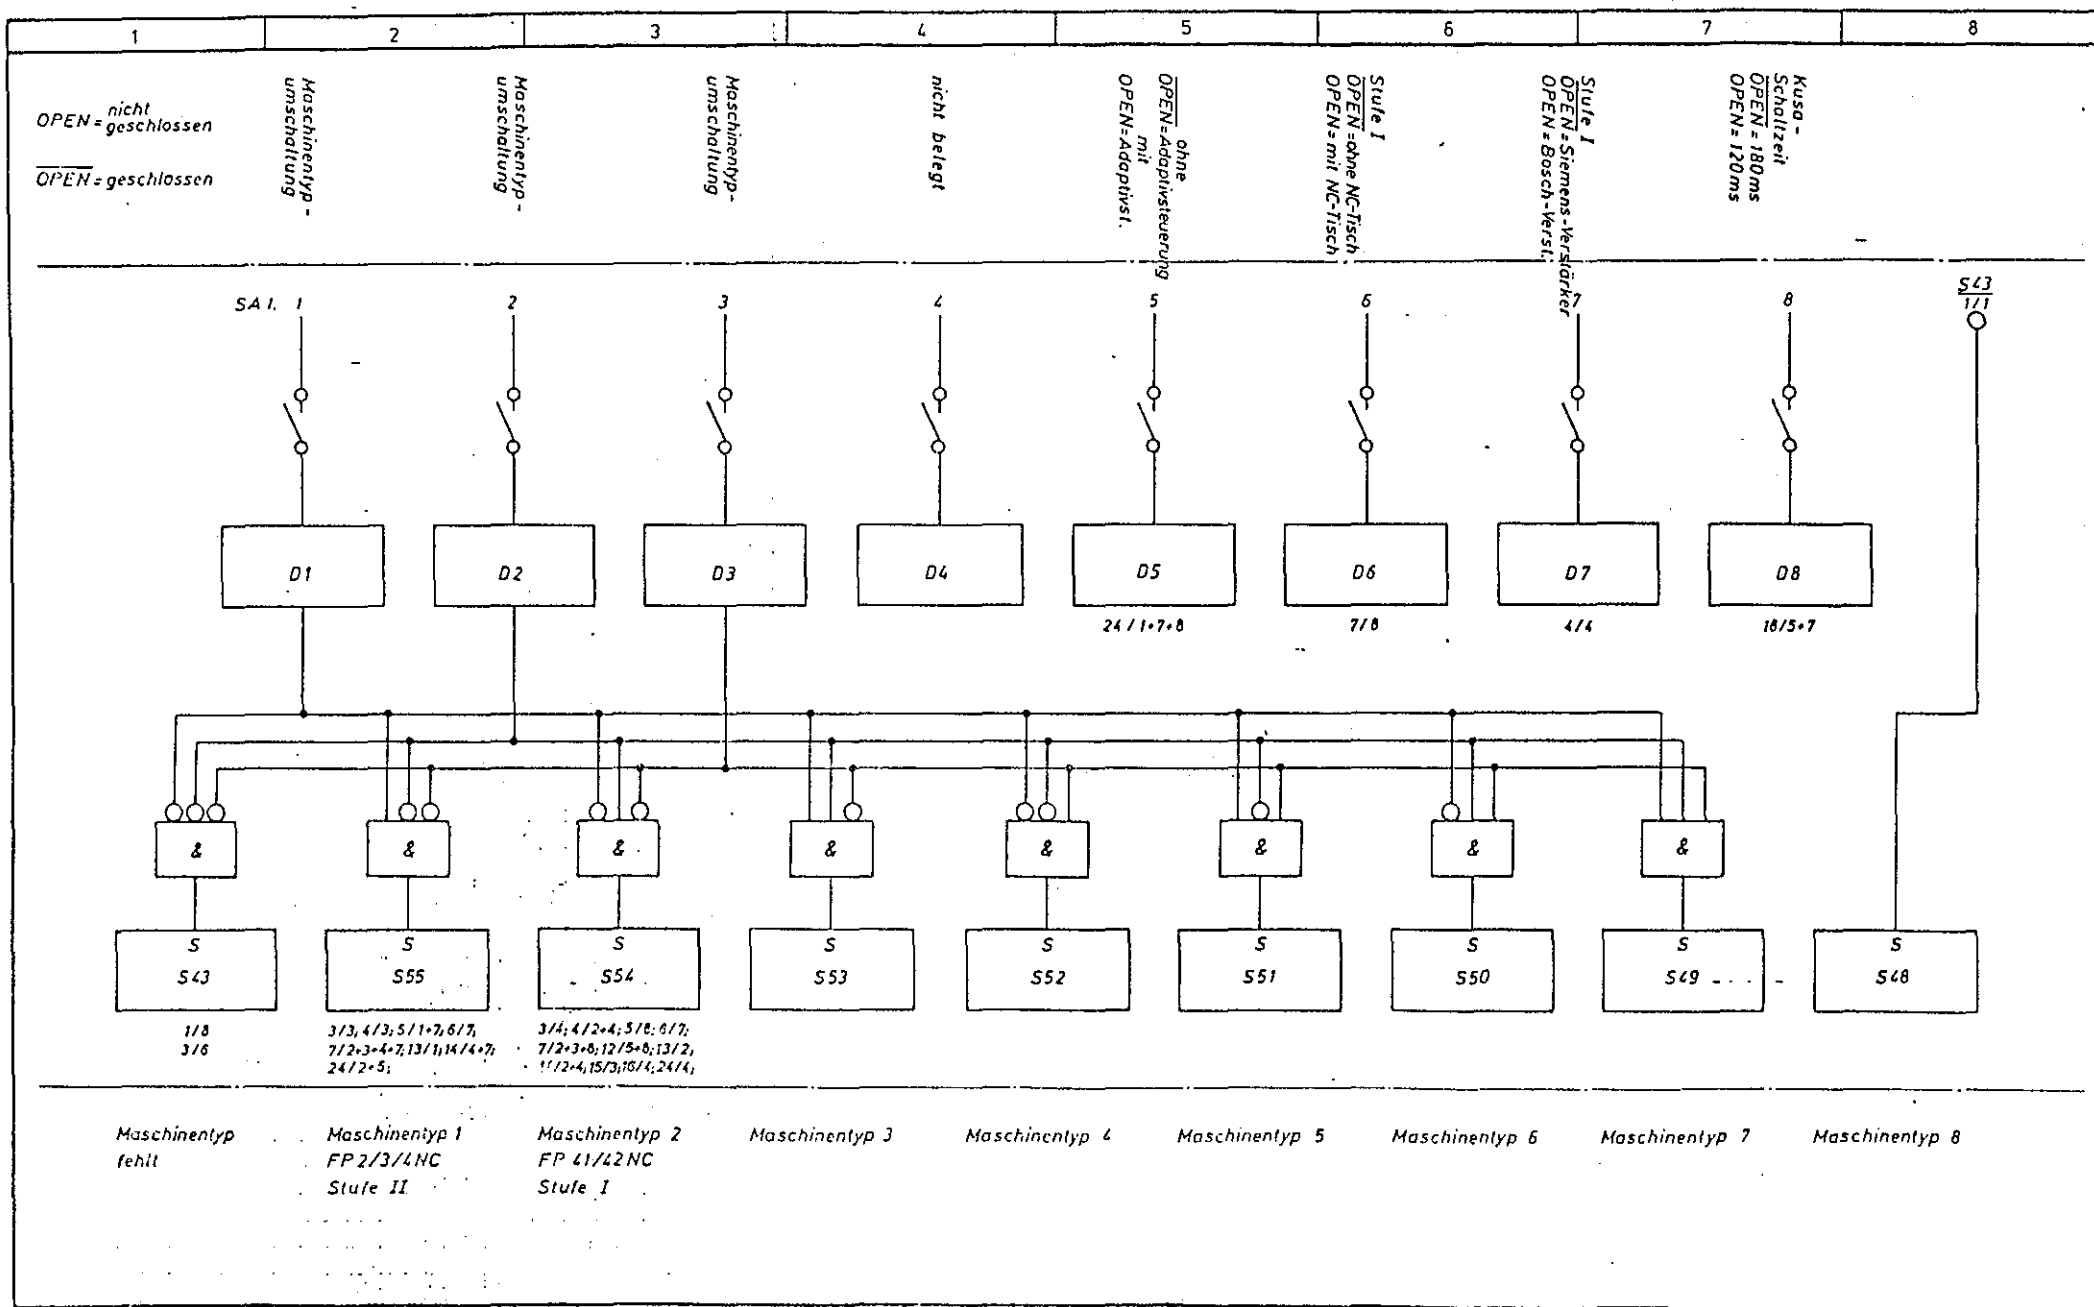 1 2 3 4 5 6 7 8
OPEN = nicht geschlossen
OPEN = geschlossen
Maschinentyp-
umschaltung
Maschinentyp-
umschaltung
Maschinentyp-
umschaltung
nicht belegt
ohne
OPEN=Adaptivsteuerung
mit
OPEN=Adaptivst.
Stufe I
OPEN=ohne NC-Tisch
OPEN=mit NC-Tisch
Stufe I
OPEN=Siemens-Verstärker
OPEN=Bosch-Verst.
Kusa-
Schaltzeit
OPEN=180ms
OPEN=120ms
SA1. 1 2 3 4 5 6 7 8
S43
1/1
D1 D2 D3 D4 D5 D6 D7 D8
24/1+7+8 7/8 4/4 18/5+7
& & & & & & & &
S S S S S S S S S
S43 S55 S54 S53 S52 S51 S50 S49 S48
1/8
3/6
3/3; 4/3; 5/1+7; 6/7;
7/2+3+4+7; 13/1; 14/4+7;
24/2+5;
3/4; 4/2+4; 5/8; 6/7;
7/2+3+8; 12/5+8; 13/2;
/2+4; 15/3; 16/4; 24/4;
Maschinentyp
fehlt
Maschinentyp 1
FP 2/3/4NC
Stufe II
Maschinentyp 2
FP 41/42NC
Stufe I
Maschinentyp 3
Maschinentyp 4
Maschinentyp 5
Maschinentyp 6
Maschinentyp 7
Maschinentyp 8